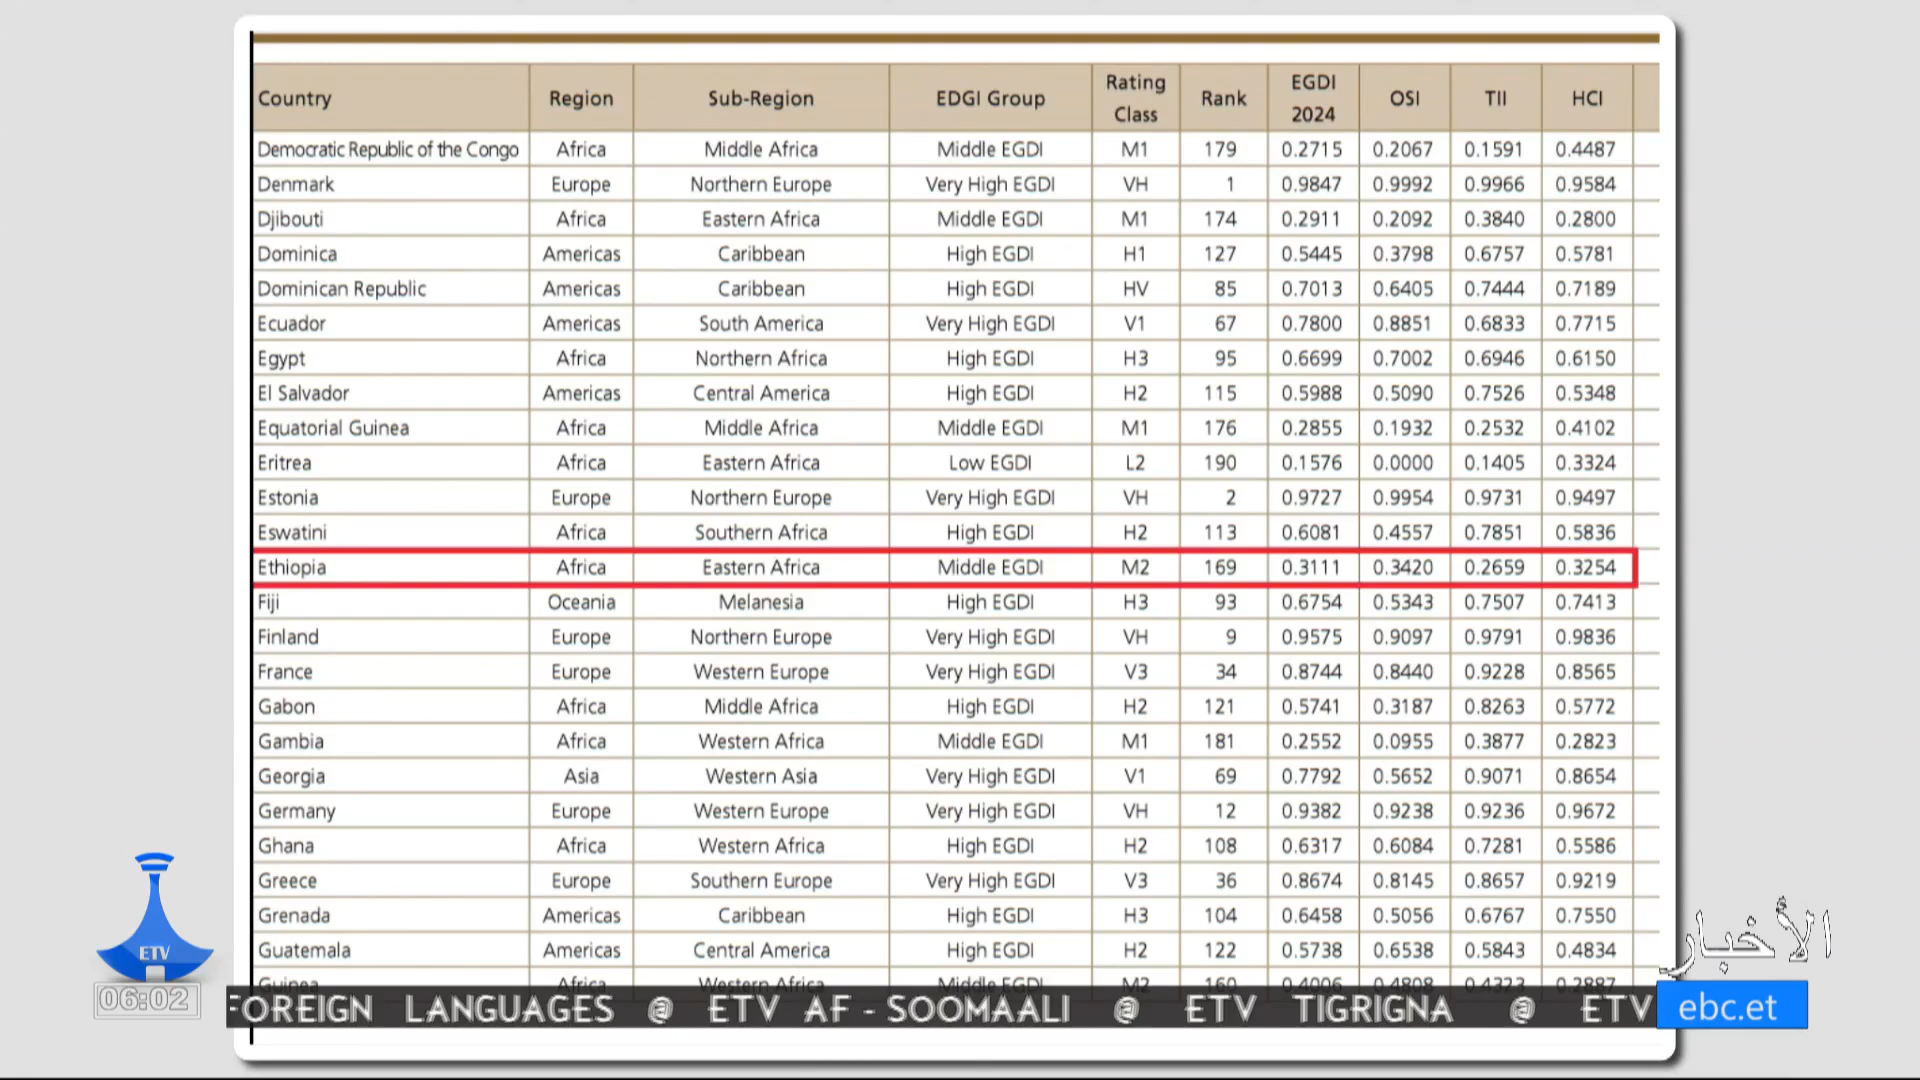 Country Region Sub-Region EDGI Group Rating Class Rank EGDI 2024 OSI TII HCI
Democratic Republic of the Congo Africa Middle Africa Middle EGDI M1 179 0.2715 0.2067 0.1591 0.4487
Denmark Europe Northern Europe Very High EGDI VH 1 0.9847 0.9992 0.9966 0.9584
Djibouti Africa Eastern Africa Middle EGDI M1 174 0.2911 0.2092 0.3840 0.2800
Dominica Americas Caribbean High EGDI H1 127 0.5445 0.3798 0.6757 0.5781
Dominican Republic Americas Caribbean High EGDI HV 85 0.7013 0.6405 0.7444 0.7189
Ecuador Americas South America Very High EGDI V1 67 0.7800 0.8851 0.6833 0.7715
Egypt Africa Northern Africa High EGDI H3 95 0.6699 0.7002 0.6946 0.6150
El Salvador Americas Central America High EGDI H2 115 0.5988 0.5090 0.7526 0.5348
Equatorial Guinea Africa Middle Africa Middle EGDI M1 176 0.2855 0.1932 0.2532 0.4102
Eritrea Africa Eastern Africa Low EGDI L2 190 0.1576 0.0000 0.1405 0.3324
Estonia Europe Northern Europe Very High EGDI VH 2 0.9727 0.9954 0.9731 0.9497
Eswatini Africa Southern Africa High EGDI H2 113 0.6081 0.4557 0.7851 0.5836
Ethiopia Africa Eastern Africa Middle EGDI M2 169 0.3111 0.3420 0.2659 0.3254
Fiji Oceania Melanesia High EGDI H3 93 0.6754 0.5343 0.7507 0.7413
Finland Europe Northern Europe Very High EGDI VH 9 0.9575 0.9097 0.9791 0.9836
France Europe Western Europe Very High EGDI V3 34 0.8744 0.8440 0.9228 0.8565
Gabon Africa Middle Africa High EGDI H2 121 0.5741 0.3187 0.8263 0.5772
Gambia Africa Western Africa Middle EGDI M1 181 0.2552 0.0955 0.3877 0.2823
Georgia Asia Western Asia Very High EGDI V1 69 0.7792 0.5652 0.9071 0.8654
Germany Europe Western Europe Very High EGDI VH 12 0.9382 0.9238 0.9236 0.9672
Ghana Africa Western Africa High EGDI H2 108 0.6317 0.6084 0.7281 0.5586
Greece Europe Southern Europe Very High EGDI V3 36 0.8674 0.8145 0.8657 0.9219
Grenada Americas Caribbean High EGDI H3 104 0.6458 0.5056 0.6767 0.7550
Guatemala Americas Central America High EGDI H2 122 0.5738 0.6538 0.5843 0.4834
Guinea Africa Western Africa Middle EGDI M2 160 0.4006 0.4808 0.4323 0.2887
الأخبار
ETV
06:02
FOREIGN LANGUAGES @ ETV AF - SOOMAALI @ ETV TIGRIGNA @ ETV
ebc.et